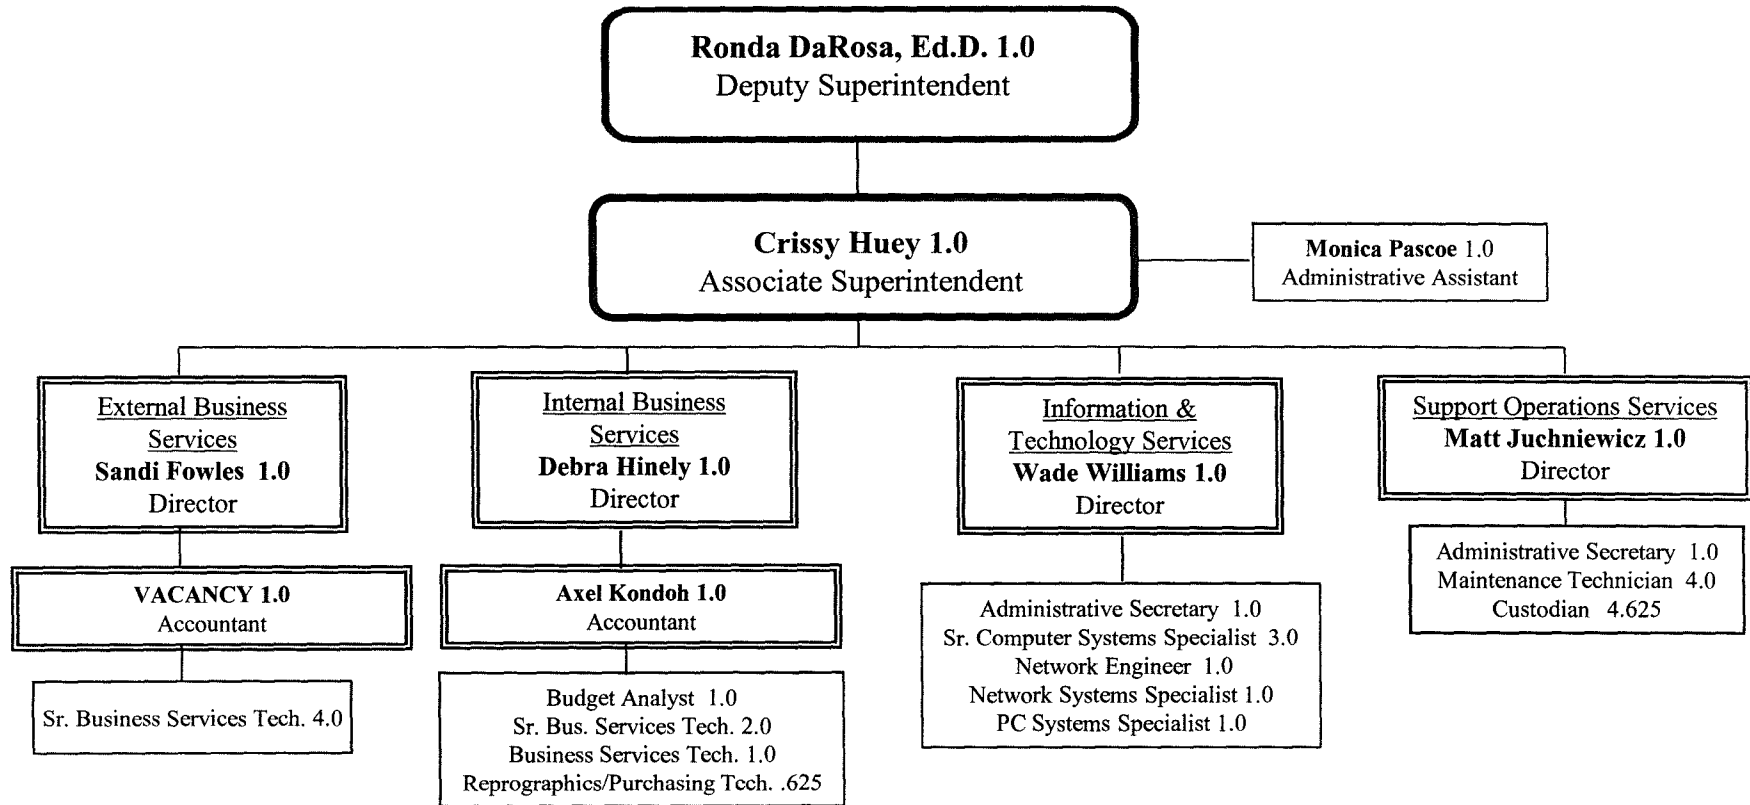 Ronda DaRosa, Ed.D. 1.0
Deputy Superintendent
Crissy Huey 1.0
Associate Superintendent
Monica Pascoe 1.0
Administrative Assistant
External Business
Services
Sandi Fowles 1.0
Director
VACANCY 1.0
Accountant
Sr. Business Services Tech. 4.0
Internal Business
Services
Debra Hinely 1.0
Director
Axel Kondoh 1.0
Accountant
Budget Analyst 1.0
Sr. Bus. Services Tech. 2.0
Business Services Tech. 1.0
Reprographics/Purchasing Tech. .625
Information &
Technology Services
Wade Williams 1.0
Director
Administrative Secretary 1.0
Sr. Computer Systems Specialist 3.0
Network Engineer 1.0
Network Systems Specialist 1.0
PC Systems Specialist 1.0
Support Operations Services
Matt Juchniewicz 1.0
Director
Administrative Secretary 1.0
Maintenance Technician 4.0
Custodian 4.625